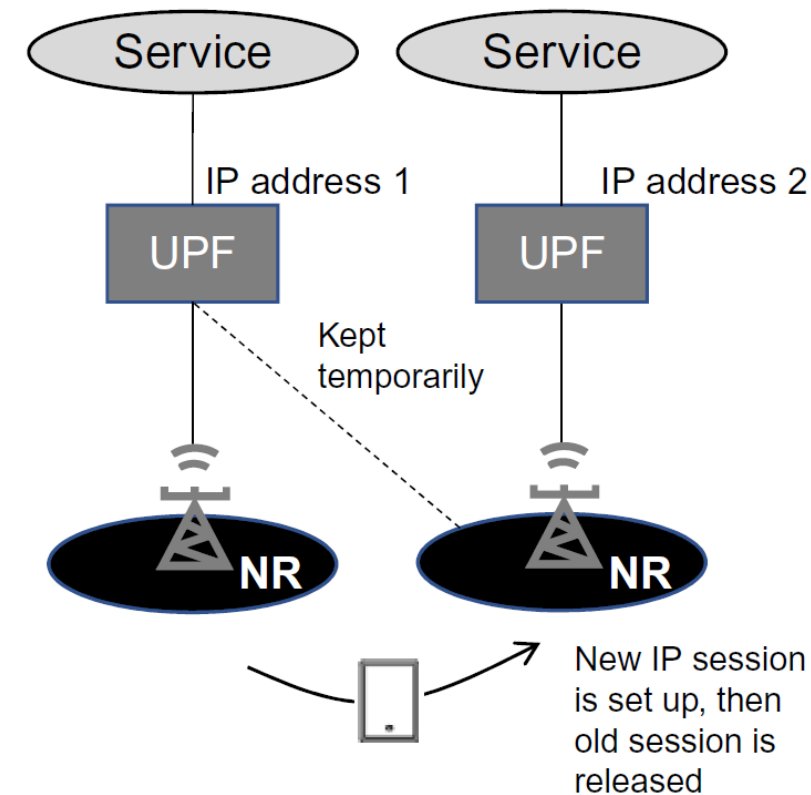 Service
Service
IP address 1
IP address 2
UPF
UPF
Kept
temporarily
NR
NR
New IP session
is set up, then
old session is
released